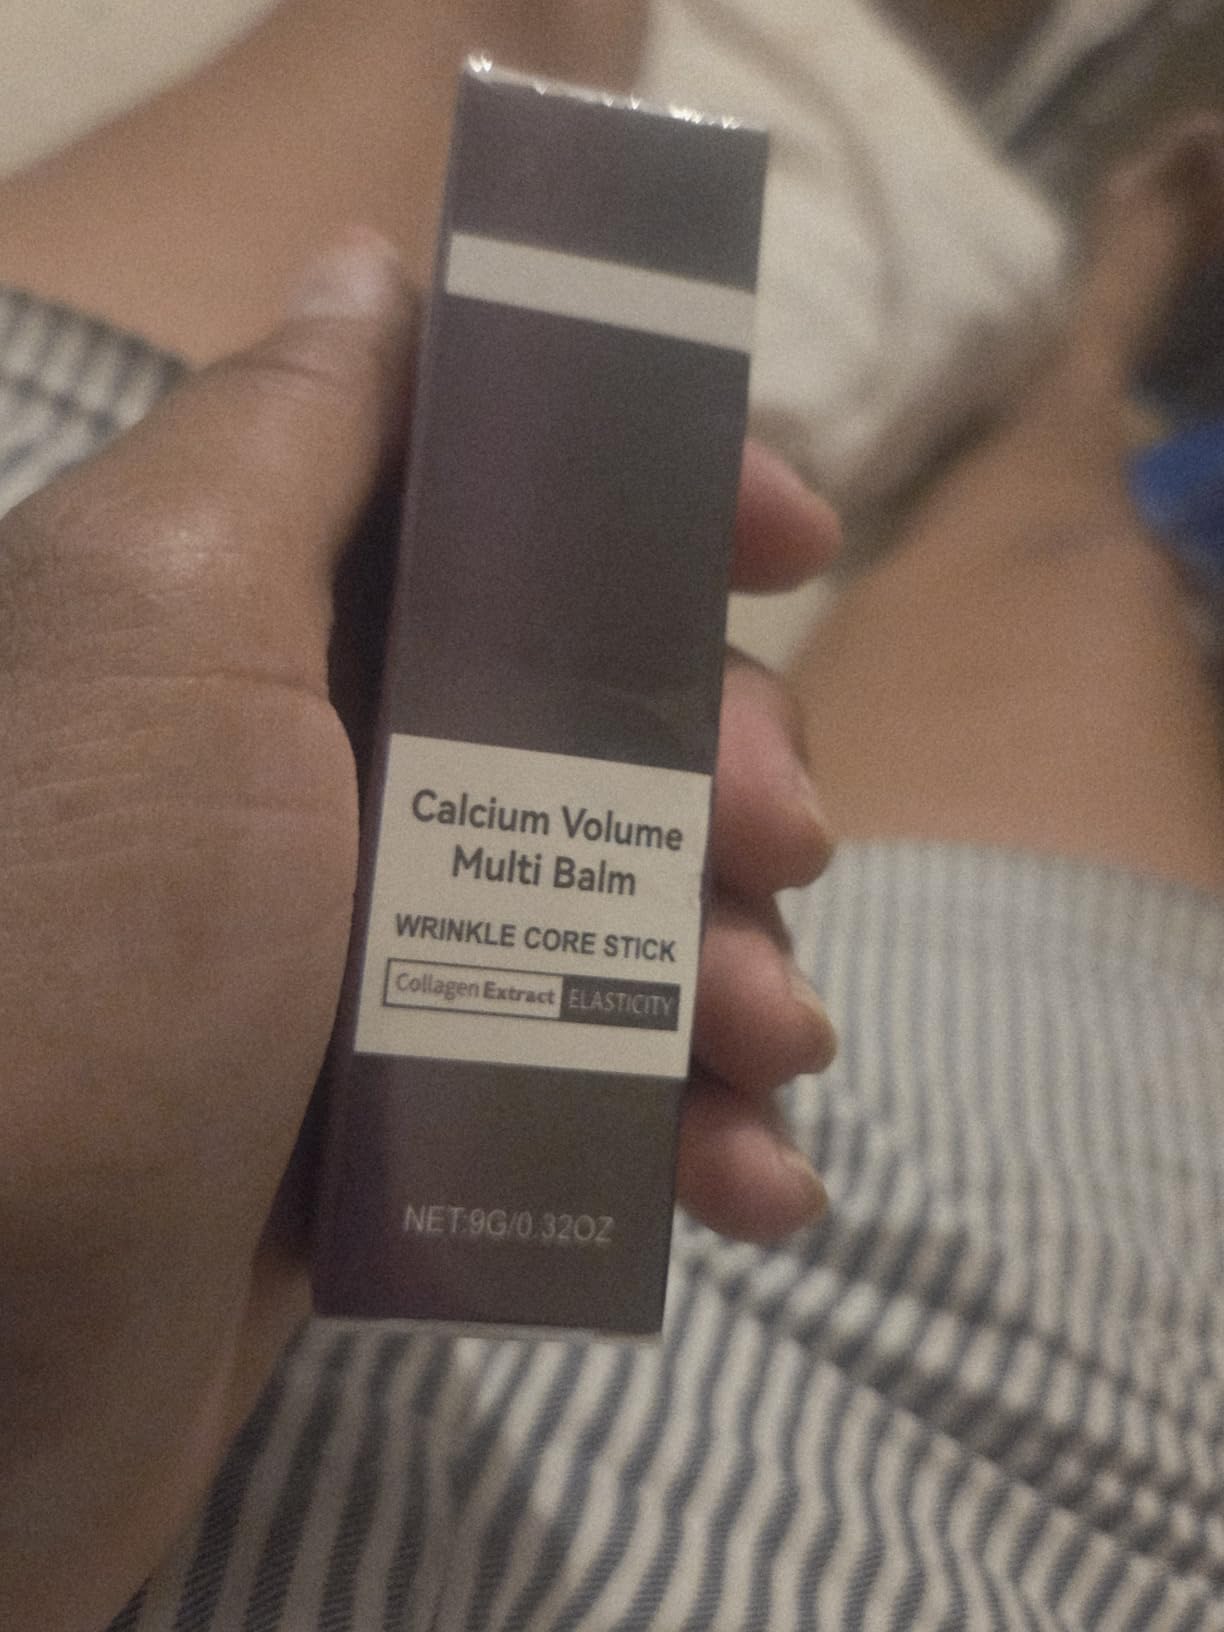 Calcium Volume
Multi Balm
WRINKLE CORE STICK
Collagen Extract ELASTICITY
NET:9G/0.32OZ